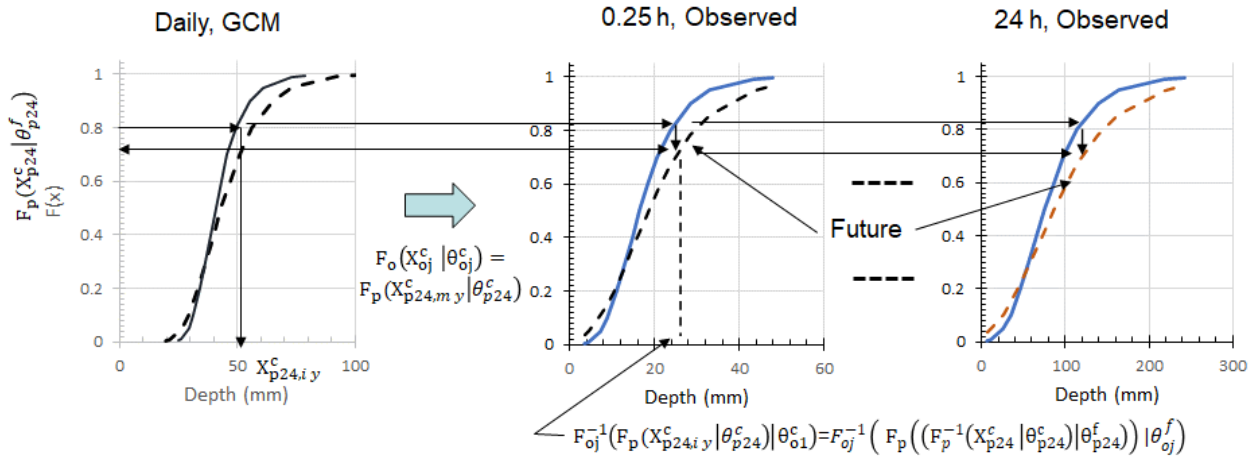 Daily, GCM
0.25 h, Observed
24 h, Observed
F_p(X^c_p24|θ^f_p24)
F(x)
1
0.8
0.6
0.4
0.2
0
0
50
100
X^c_p24,i y
Depth (mm)
F_o(X^c_oj |θ^c_oj) =
F_p(X^c_p24,m y|θ^c_p24)
1
0.8
0.6
0.4
0.2
0
0
20
40
60
Depth (mm)
Future
1
0.8
0.6
0.4
0.2
0
0
100
200
300
Depth (mm)
F^-1_oj(F_p(X^c_p24,i y|θ^c_p24)|θ^c_o1)=F^-1_oj( F_p((F^-1_p(X^c_p24 |θ^c_p24)|θ^f_p24)) |θ^f_oj)